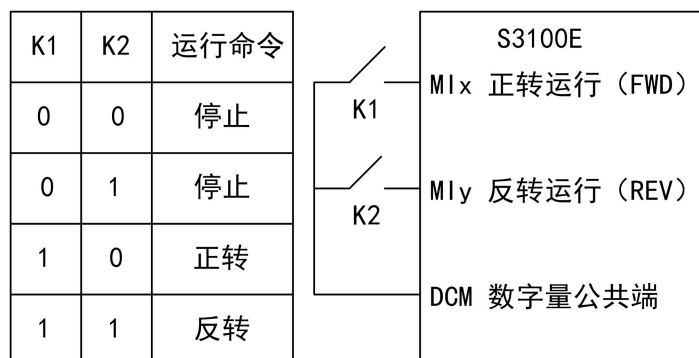 K1 K2 运行命令
0 0 停止
0 1 停止
1 0 正转
1 1 反转
S3100E
K1
MIx 正转运行（FWD）
K2
MIy 反转运行（REV）
DCM 数字量公共端